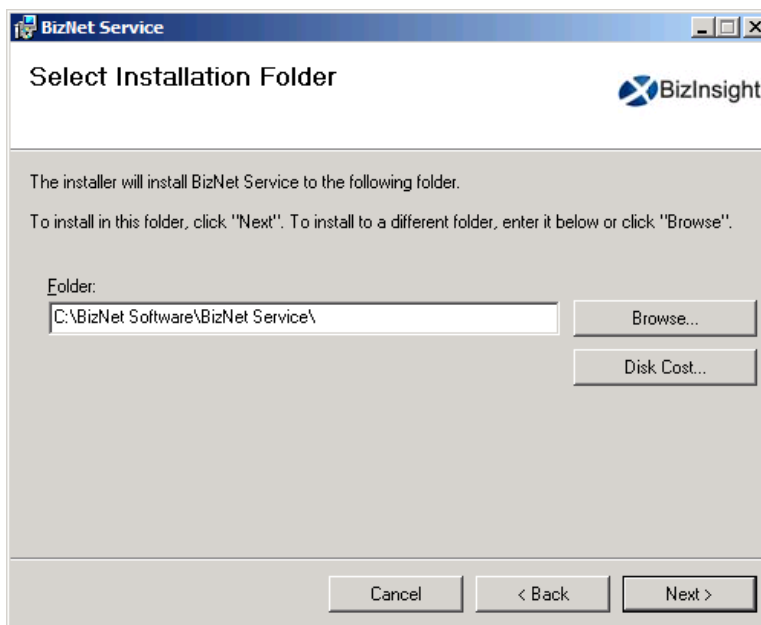 BizNet Service
Select Installation Folder
BizInsight
The installer will install BizNet Service to the following folder.
To install in this folder, click "Next". To install to a different folder, enter it below or click "Browse".
Folder:
C:\BizNet Software\BizNet Service\
Browse...
Disk Cost...
Cancel
< Back
Next >